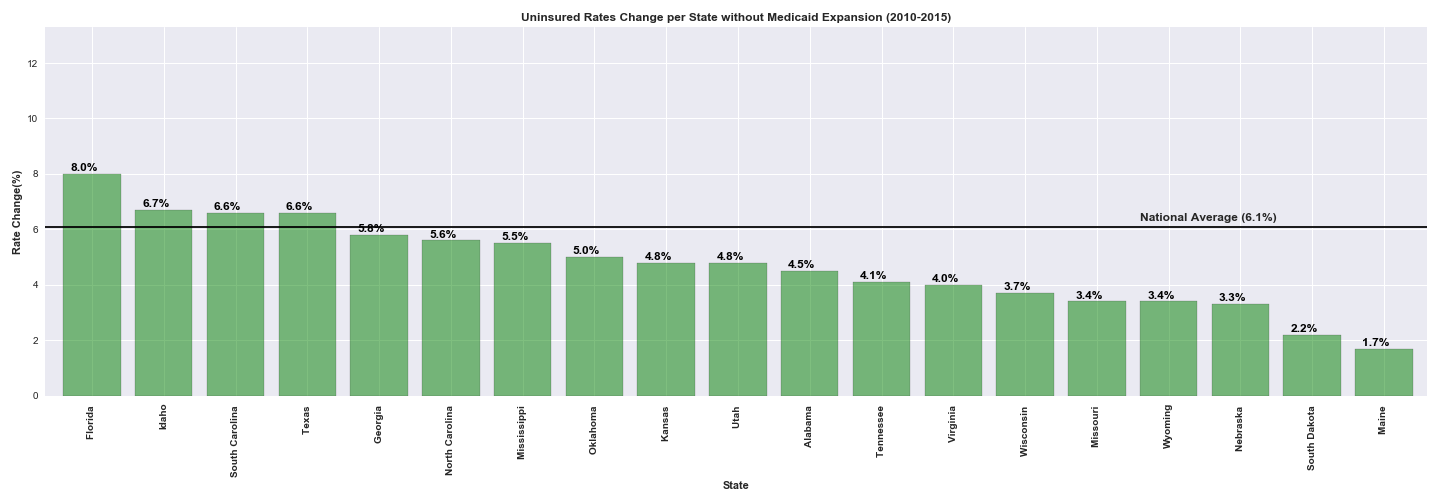 Uninsured Rates Change per State without Medicaid Expansion (2010-2015)
Rate Change(%)
12
10
8
6
4
2
0
8.0%
6.7%
6.6%
6.6%
5.8%
5.6%
5.5%
5.0%
4.8%
4.8%
4.5%
4.1%
4.0%
3.7%
3.4%
3.4%
3.3%
2.2%
1.7%
National Average (6.1%)
Florida
Idaho
South Carolina
Texas
Georgia
North Carolina
Mississippi
Oklahoma
Kansas
Utah
Alabama
Tennessee
Virginia
Wisconsin
Missouri
Wyoming
Nebraska
South Dakota
Maine
State